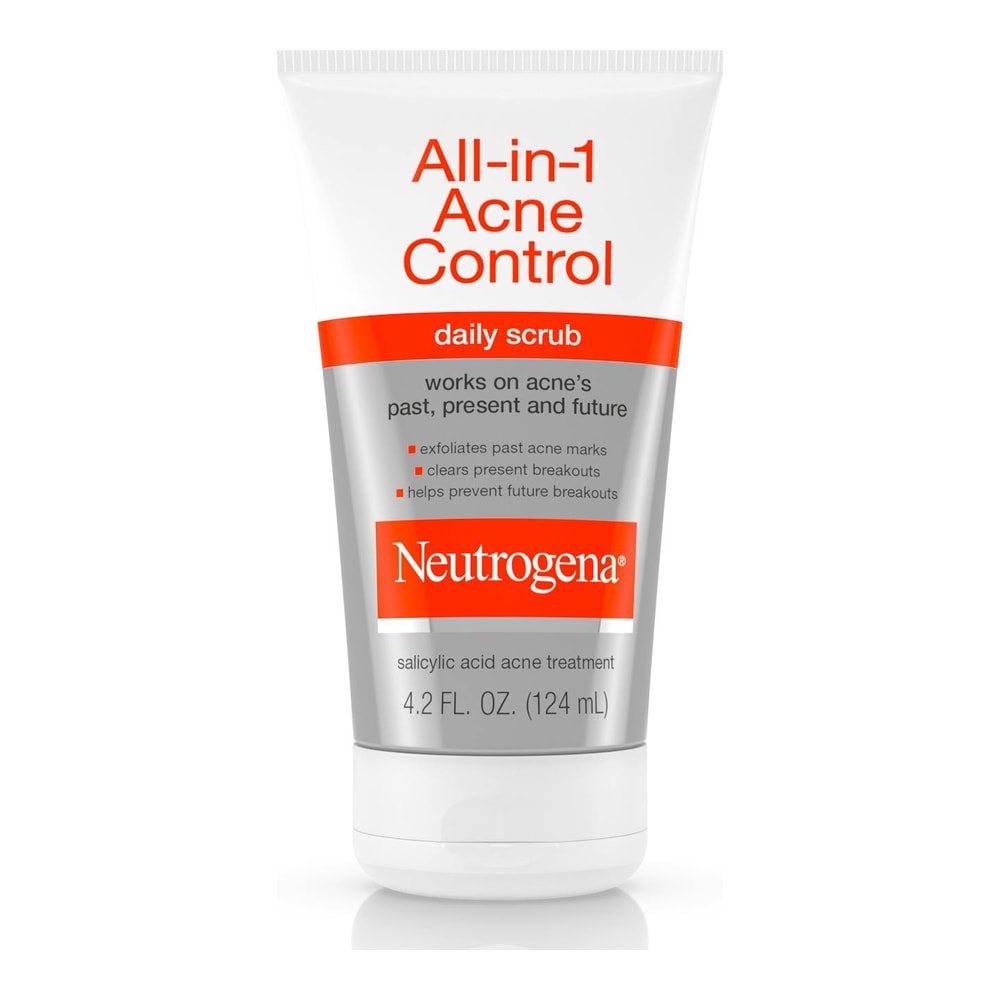 All-in-1
Acne
Control
daily scrub
works on acne's
past, present and future
exfoliates past acne marks
clears present breakouts
helps prevent future breakouts
Neutrogena®
salicylic acid acne treatment
4.2 FL. OZ. (124 mL)